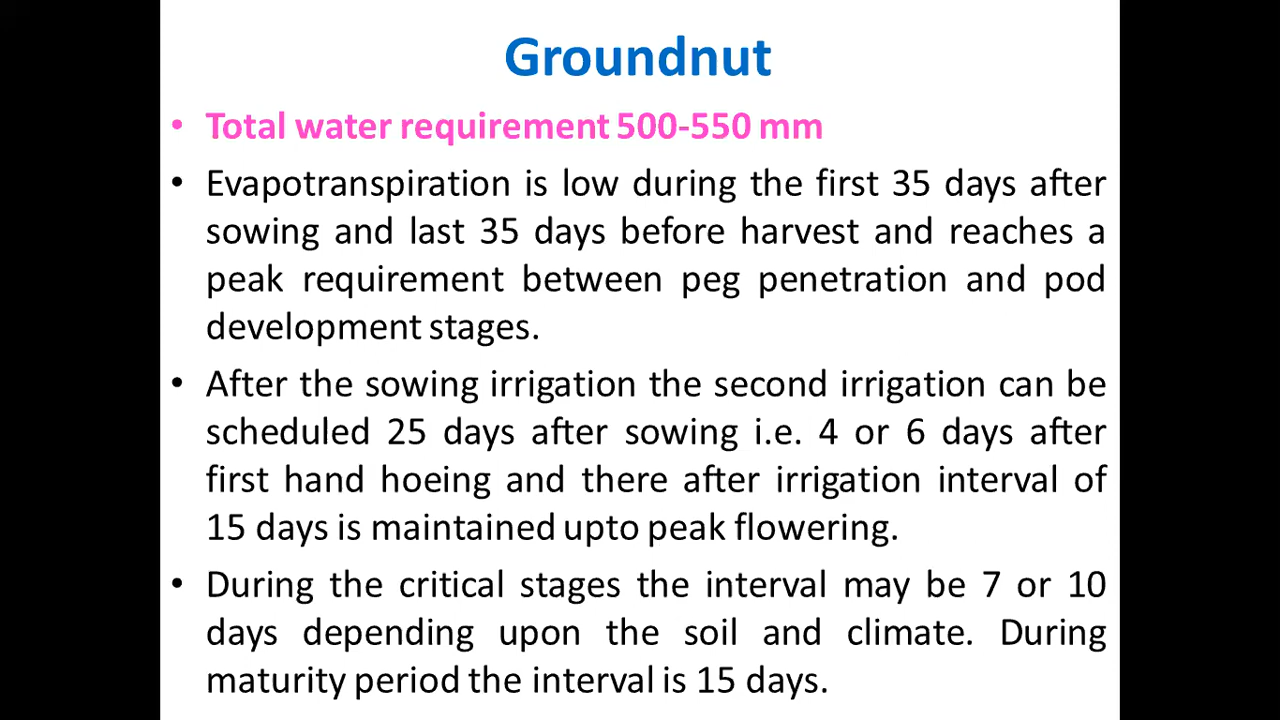 Groundnut
• Total water requirement 500-550 mm
• Evapotranspiration is low during the first 35 days after
sowing and last 35 days before harvest and reaches a
peak requirement between peg penetration and pod
development stages.
• After the sowing irrigation the second irrigation can be
scheduled 25 days after sowing i.e. 4 or 6 days after
first hand hoeing and there after irrigation interval of
15 days is maintained upto peak flowering.
• During the critical stages the interval may be 7 or 10
days depending upon the soil and climate. During
maturity period the interval is 15 days.